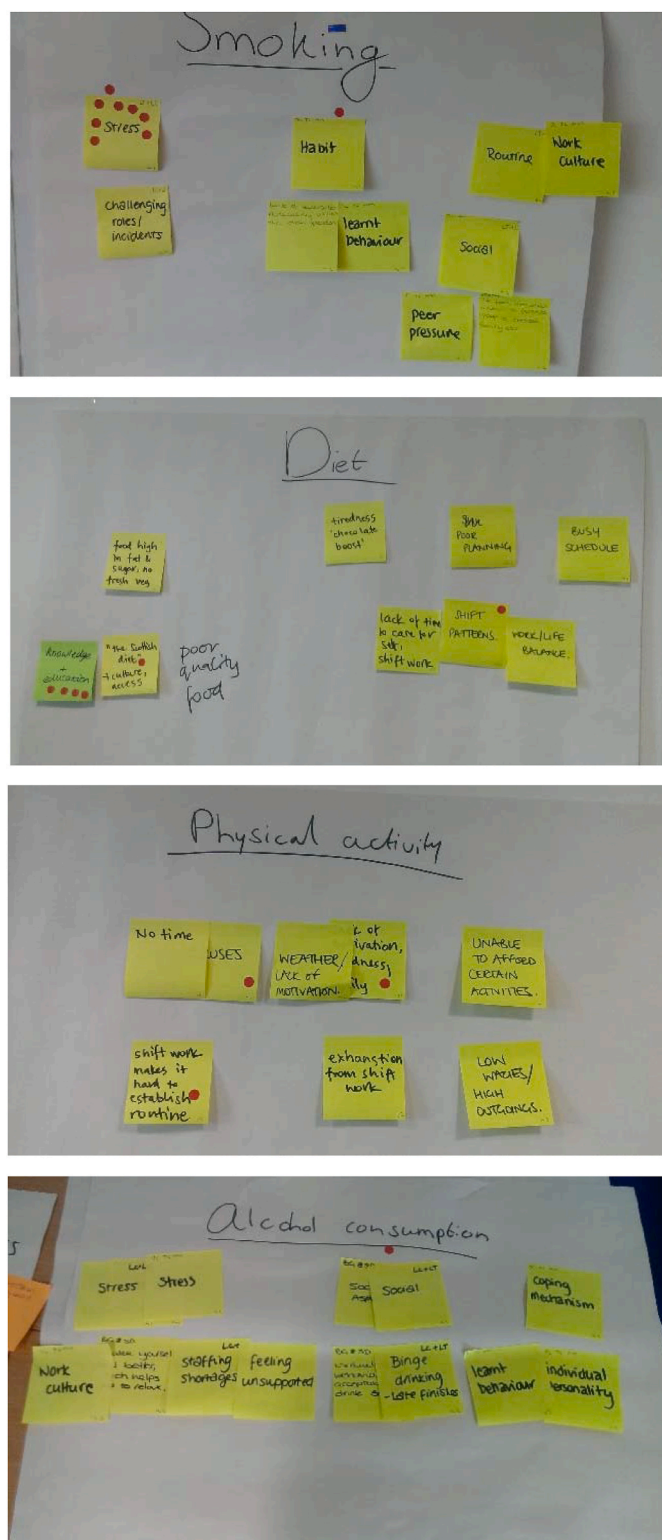 Smoking
Stress
Habit
Routine
Work
culture
challenging
roles/
incidents
learnt
behaviour
Social
peer
pressure
Diet
food high
in fat &
sugar, no
fresh veg
tiredness
'chocolate
boost'
POOR
PLANNING
BUSY
SCHEDULE
knowledge
+
education
"the Scottish
diet"
+ culture,
access
poor
quality
food
lack of time
to care for
self,
shift work
SHIFT
PATTERNS.
WORK/LIFE
BALANCE.
Physical activity
No time
USES
WEATHER/
LACK OF
MOTIVATION.
of
ivation,
dness,
ily
UNABLE
TO AFFORD
CERTAIN
ACTIVITIES.
shift work
makes it
hard to
establish
routine
exhaustion
from shift
work
LOW
WAGES/
HIGH
OUTGOINGS.
Alcohol consumption
Stress
Stress
Social
Coping
mechanism
Work
culture
staffing
shortages
feeling
unsupported
Binge
drinking
-late finishes
learnt
behaviour
individual
personality